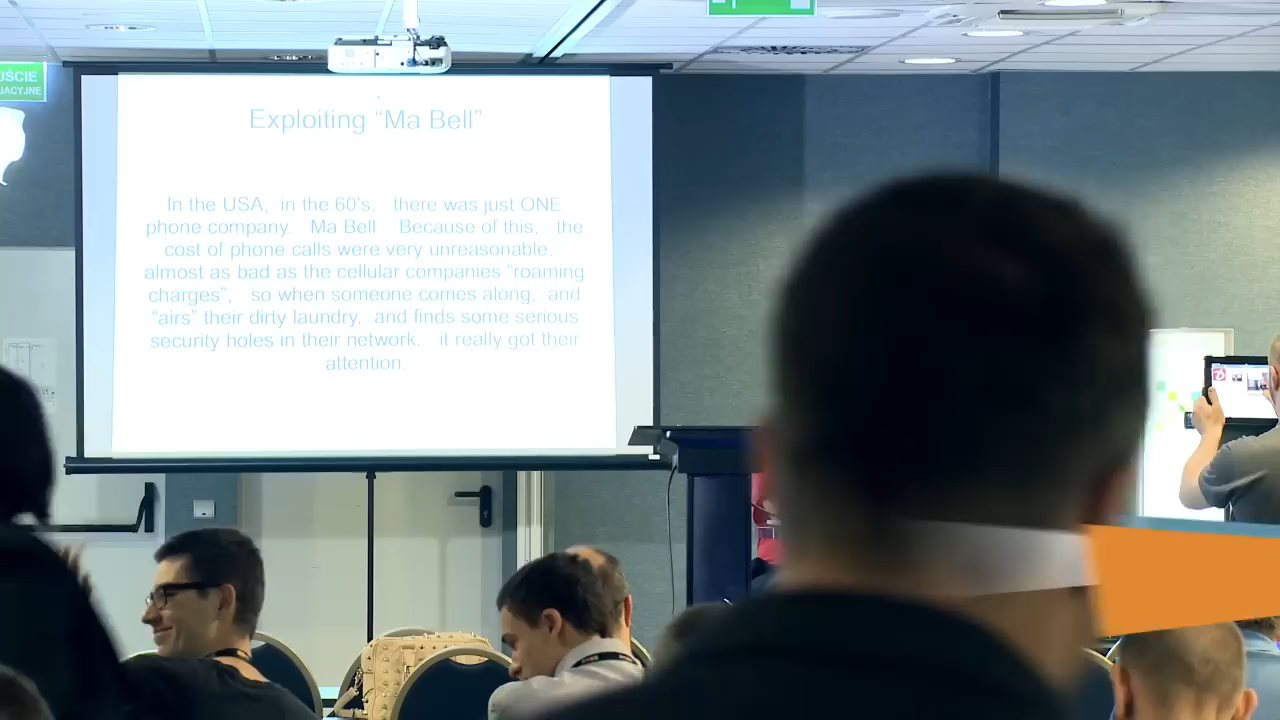 JŚCIE
JACYJNE
Exploiting “Ma Bell”
In the USA, in the 60's, there was just ONE
phone company. Ma Bell Because of this, the
cost of phone calls were very unreasonable.
almost as bad as the cellular companies “roaming
charges”, so when someone comes along, and
“airs” their dirty laundry, and finds some serious
security holes in their network, it really got their
attention.